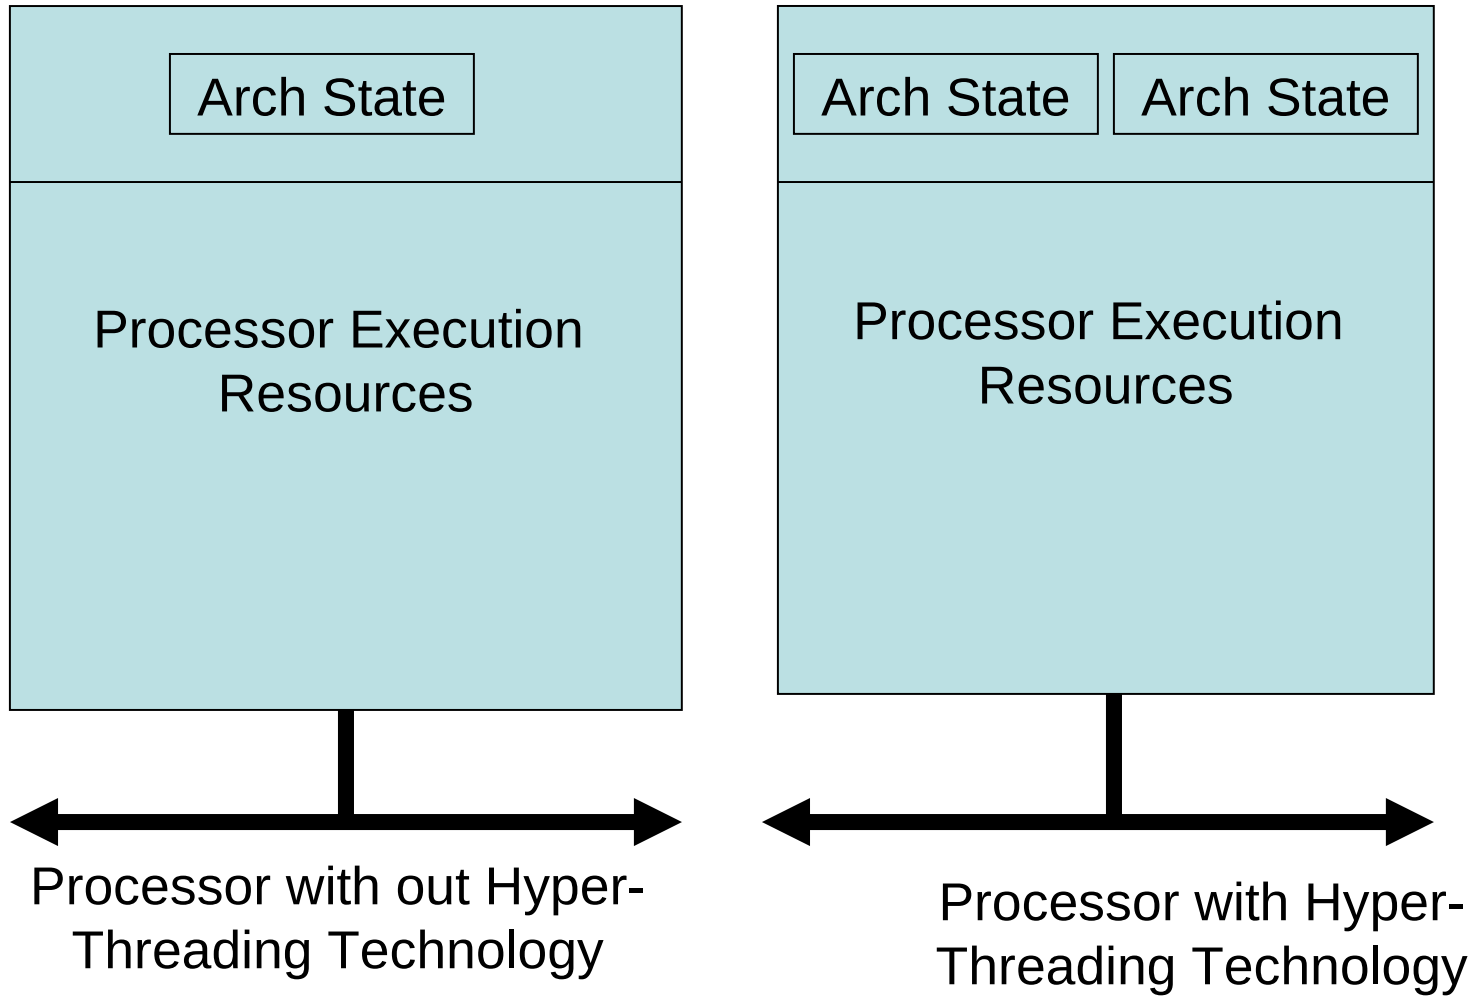 Arch State
Processor Execution
Resources
Processor with out Hyper-
Threading Technology
Arch State
Arch State
Processor Execution
Resources
Processor with Hyper-
Threading Technology